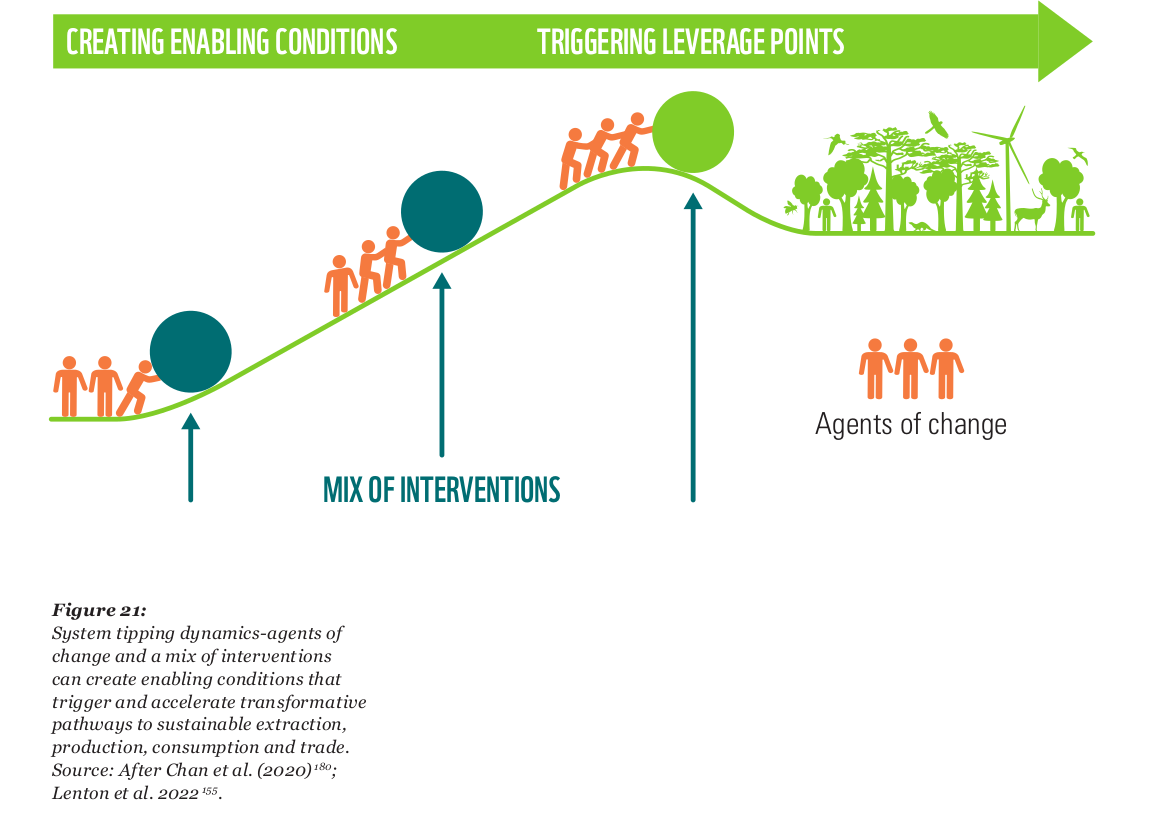 CREATING ENABLING CONDITIONS
TRIGGERING LEVERAGE POINTS
Agents of change
MIX OF INTERVENTIONS
Figure 21:
System tipping dynamics-agents of
change and a mix of interventions
can create enabling conditions that
trigger and accelerate transformative
pathways to sustainable extraction,
production, consumption and trade.
Source: After Chan et al. (2020)¹⁸⁰;
Lenton et al. 2022¹⁵⁵.